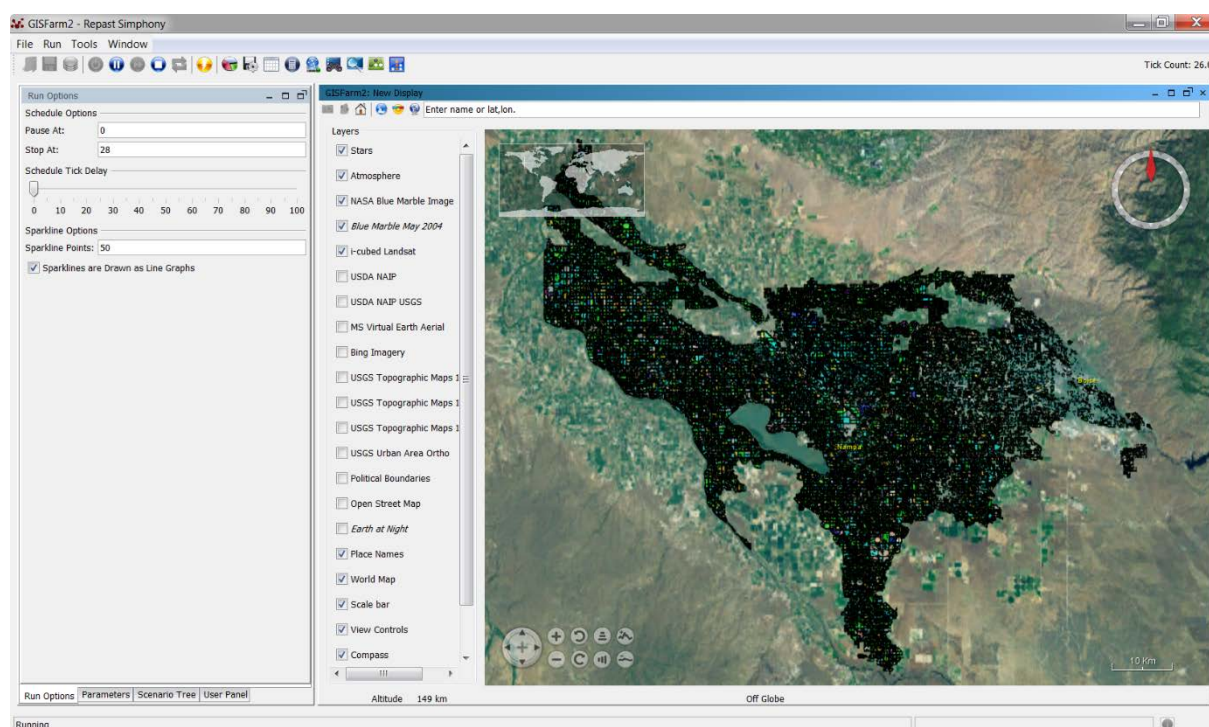 GISFarm2 - Repast Simphony
File Run Tools Window
Tick Count: 26.
Run Options
Schedule Options
Pause At: 0
Stop At: 28
Schedule Tick Delay
0 10 20 30 40 50 60 70 80 90 100
Sparkline Options
Sparkline Points: 50
Sparklines are Drawn as Line Graphs
Run Options Parameters Scenario Tree User Panel
GISFarm2: New Display
Enter name or lat,lon.
Layers
Stars
Atmosphere
NASA Blue Marble Image
Blue Marble May 2004
i-cubed Landsat
USDA NAIP
USDA NAIP USGS
MS Virtual Earth Aerial
Bing Imagery
USGS Topographic Maps 1
USGS Topographic Maps 1
USGS Topographic Maps 1
USGS Urban Area Ortho
Political Boundaries
Open Street Map
Earth at Night
Place Names
World Map
Scale bar
View Controls
Compass
Boise
Nampa
10 Km
Altitude 149 km
Off Globe
Running